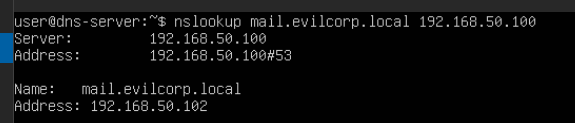 user@dns-server:~$ nslookup mail.evilcorp.local 192.168.50.100
Server:         192.168.50.100
Address:        192.168.50.100#53

Name:   mail.evilcorp.local
Address: 192.168.50.102